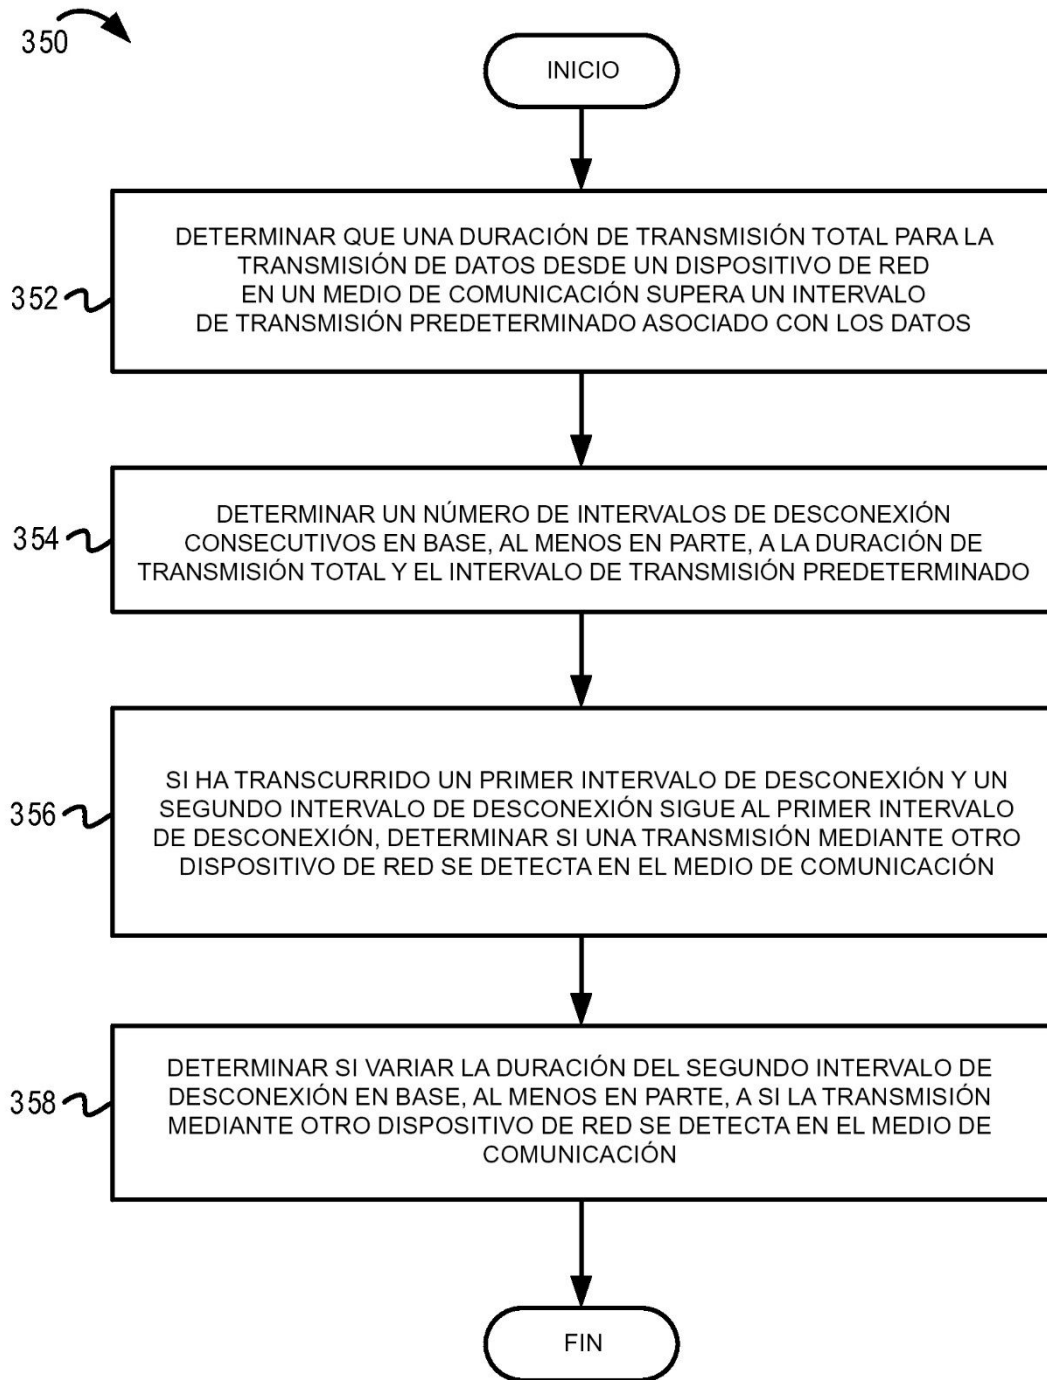 350
INICIO
352
DETERMINAR QUE UNA DURACIÓN DE TRANSMISIÓN TOTAL PARA LA
TRANSMISIÓN DE DATOS DESDE UN DISPOSITIVO DE RED
EN UN MEDIO DE COMUNICACIÓN SUPERA UN INTERVALO
DE TRANSMISIÓN PREDETERMINADO ASOCIADO CON LOS DATOS
354
DETERMINAR UN NÚMERO DE INTERVALOS DE DESCONEXIÓN
CONSECUTIVOS EN BASE, AL MENOS EN PARTE, A LA DURACIÓN DE
TRANSMISIÓN TOTAL Y EL INTERVALO DE TRANSMISIÓN PREDETERMINADO
356
SI HA TRANSCURRIDO UN PRIMER INTERVALO DE DESCONEXIÓN Y UN
SEGUNDO INTERVALO DE DESCONEXIÓN SIGUE AL PRIMER INTERVALO
DE DESCONEXIÓN, DETERMINAR SI UNA TRANSMISIÓN MEDIANTE OTRO
DISPOSITIVO DE RED SE DETECTA EN EL MEDIO DE COMUNICACIÓN
358
DETERMINAR SI VARIAR LA DURACIÓN DEL SEGUNDO INTERVALO DE
DESCONEXIÓN EN BASE, AL MENOS EN PARTE, A SI LA TRANSMISIÓN
MEDIANTE OTRO DISPOSITIVO DE RED SE DETECTA EN EL MEDIO DE
COMUNICACIÓN
FIN